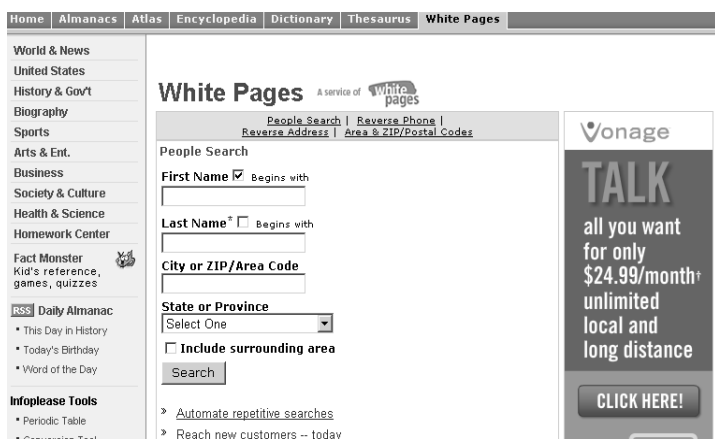 Home Almanacs Atlas Encyclopedia Dictionary Thesaurus White Pages
World & News
United States
History & Gov't
Biography
Sports
Arts & Ent.
Business
Society & Culture
Health & Science
Homework Center
Fact Monster
Kid's reference,
games, quizzes
RSS Daily Almanac
• This Day in History
• Today's Birthday
• Word of the Day
Infoplease Tools
• Periodic Table
• Conversion Tool
White Pages A service of white pages
People Search | Reverse Phone |
Reverse Address | Area & ZIP/Postal Codes
People Search
First Name Begins with
Last Name* Begins with
City or ZIP/Area Code
State or Province
Select One
Include surrounding area
Search
» Automate repetitive searches
» Reach new customers -- today
Vonage
TALK
all you want
for only
$24.99/month†
unlimited
local and
long distance
CLICK HERE!